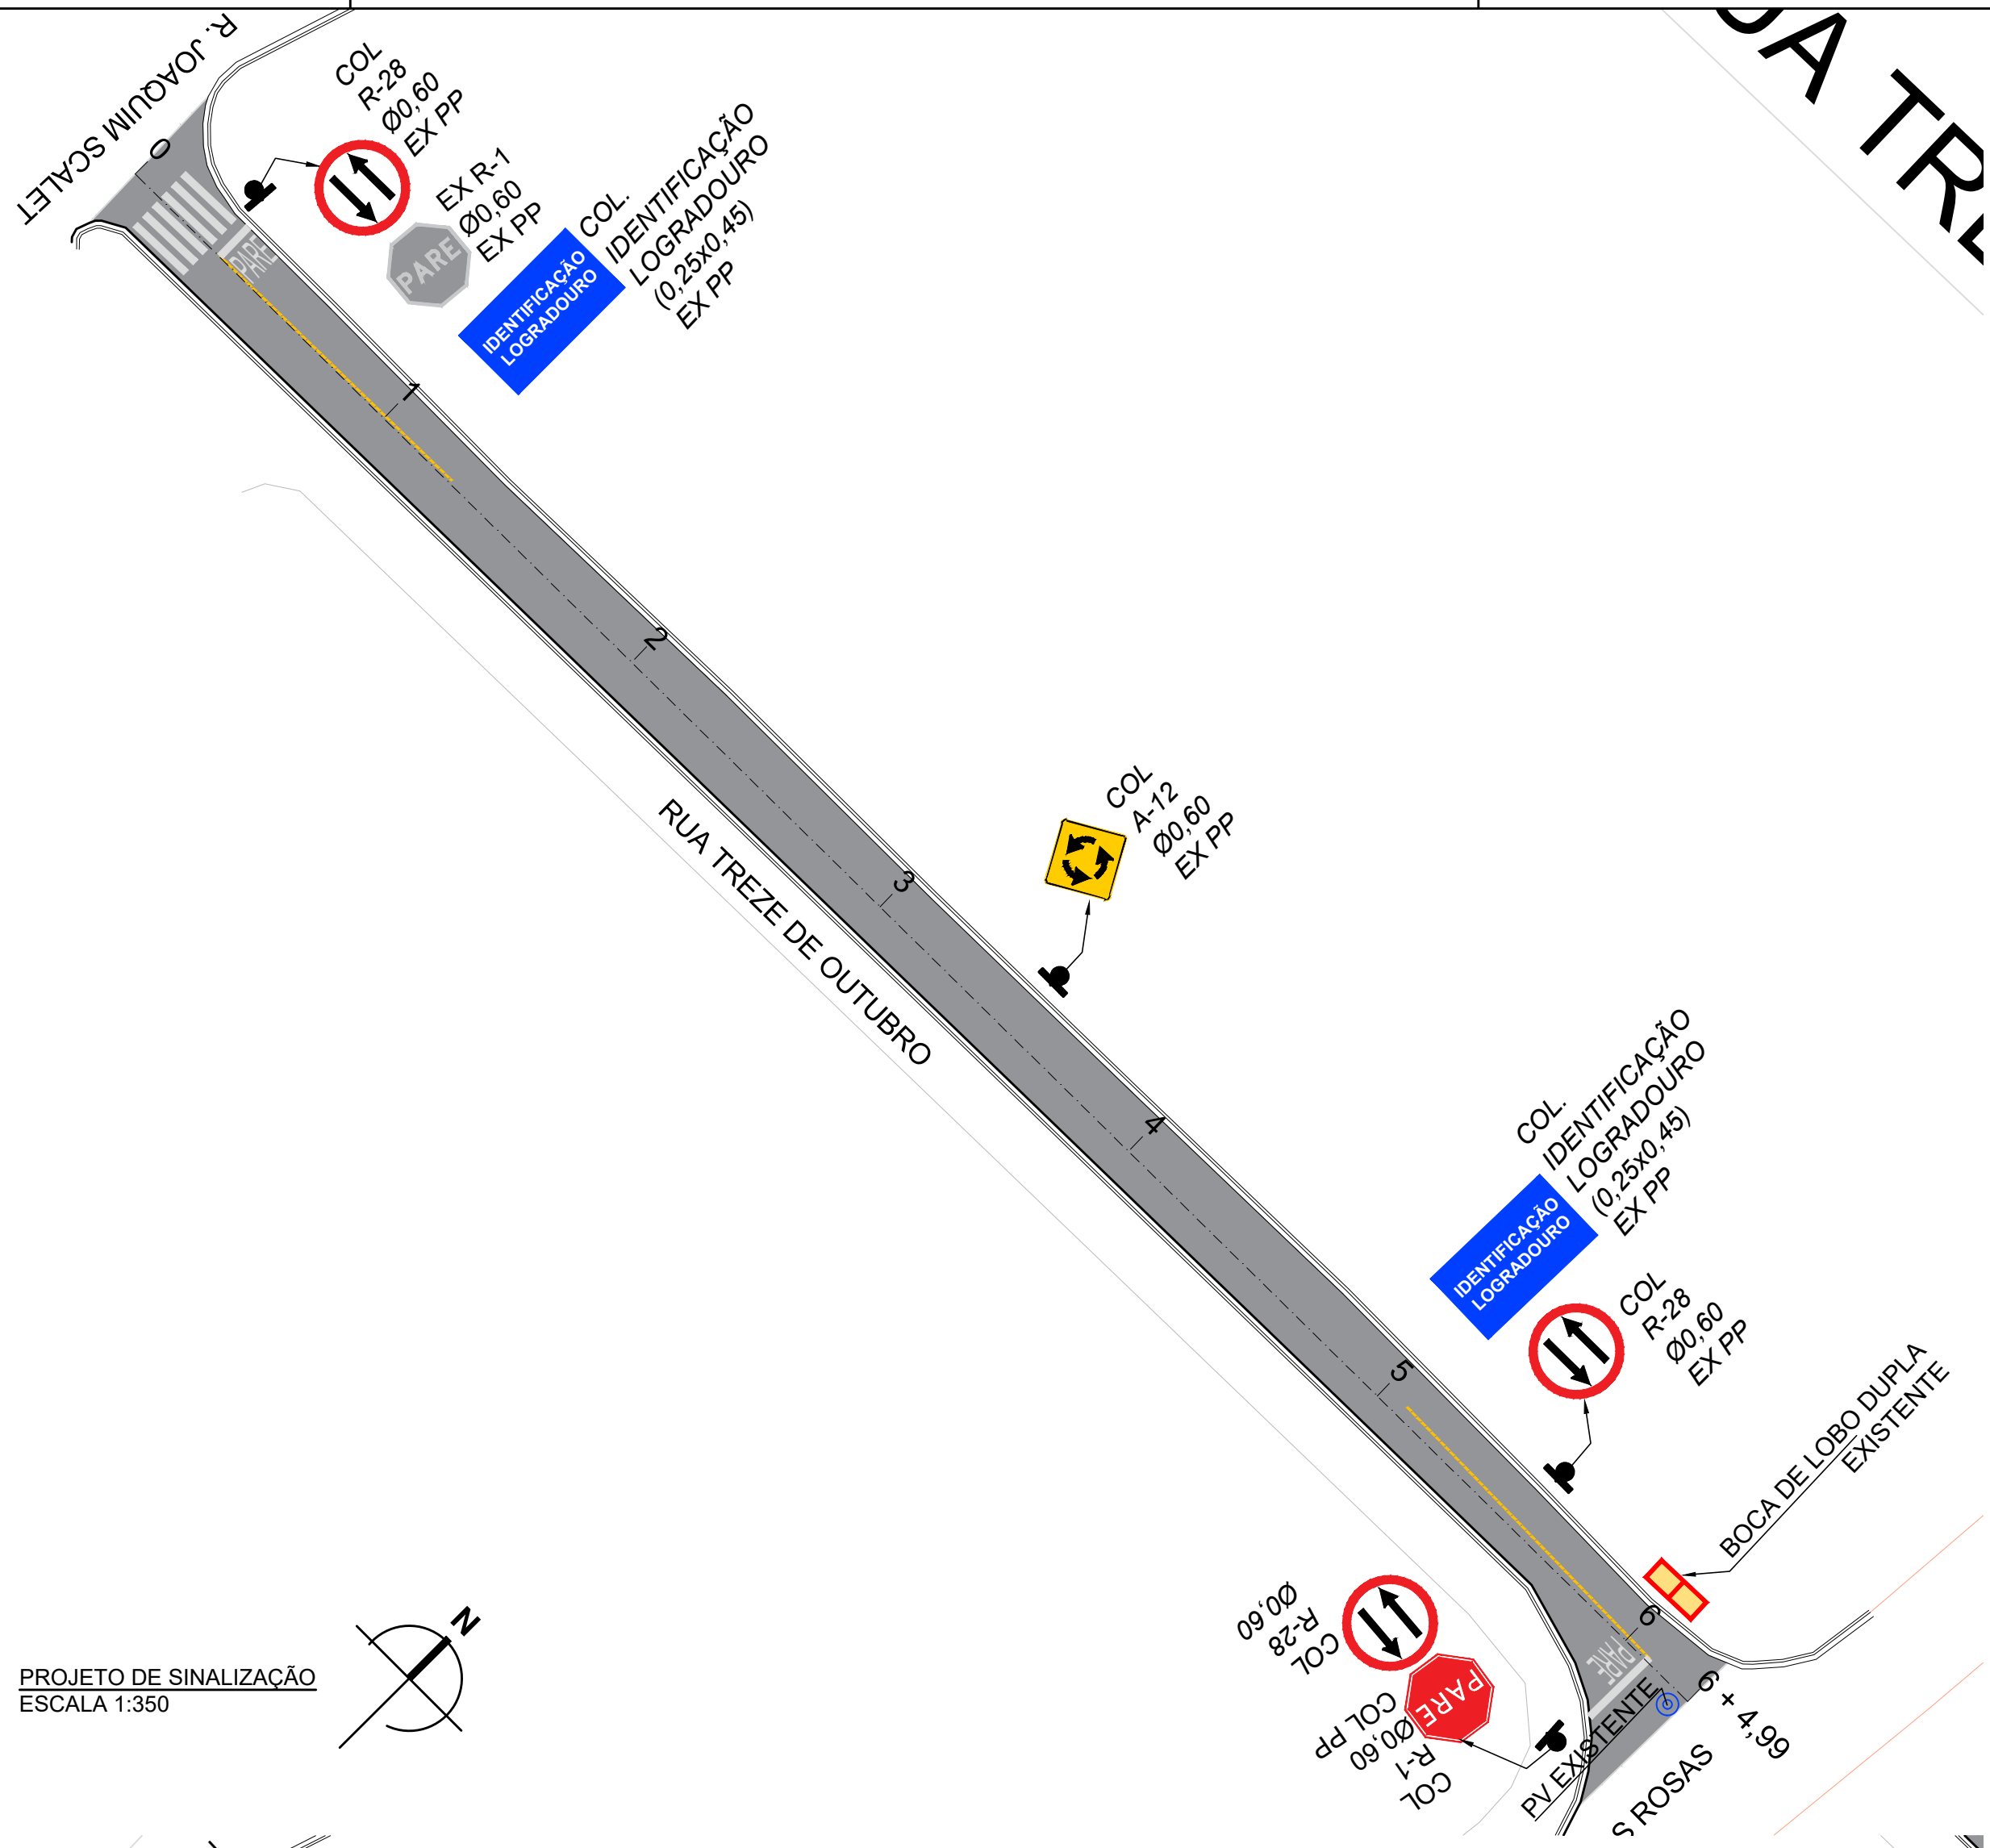 R. JOAQUIM SCALET
0
COL
R-28
Ø0,60
EX PP
EX R-1
Ø0,60
EX PP
PARE
PARE
COL.
IDENTIFICAÇÃO
LOGRADOURO
(0,25x0,45)
EX PP
IDENTIFICAÇÃO
LOGRADOURO
1
2
3
RUA TREZE DE OUTUBRO
COL
A-12
Ø0,60
EX PP
4
COL.
IDENTIFICAÇÃO
LOGRADOURO
(0,25x0,45)
EX PP
IDENTIFICAÇÃO
LOGRADOURO
COL
R-28
Ø0,60
EX PP
5
BOCA DE LOBO DUPLA
EXISTENTE
6
PARE
6 + 4,99
COL
R-28
Ø0,60
PARE
COL
R-1
Ø0,60
COL PP
PV EXISTENTE
S ROSAS
N
PROJETO DE SINALIZAÇÃO
ESCALA 1:350